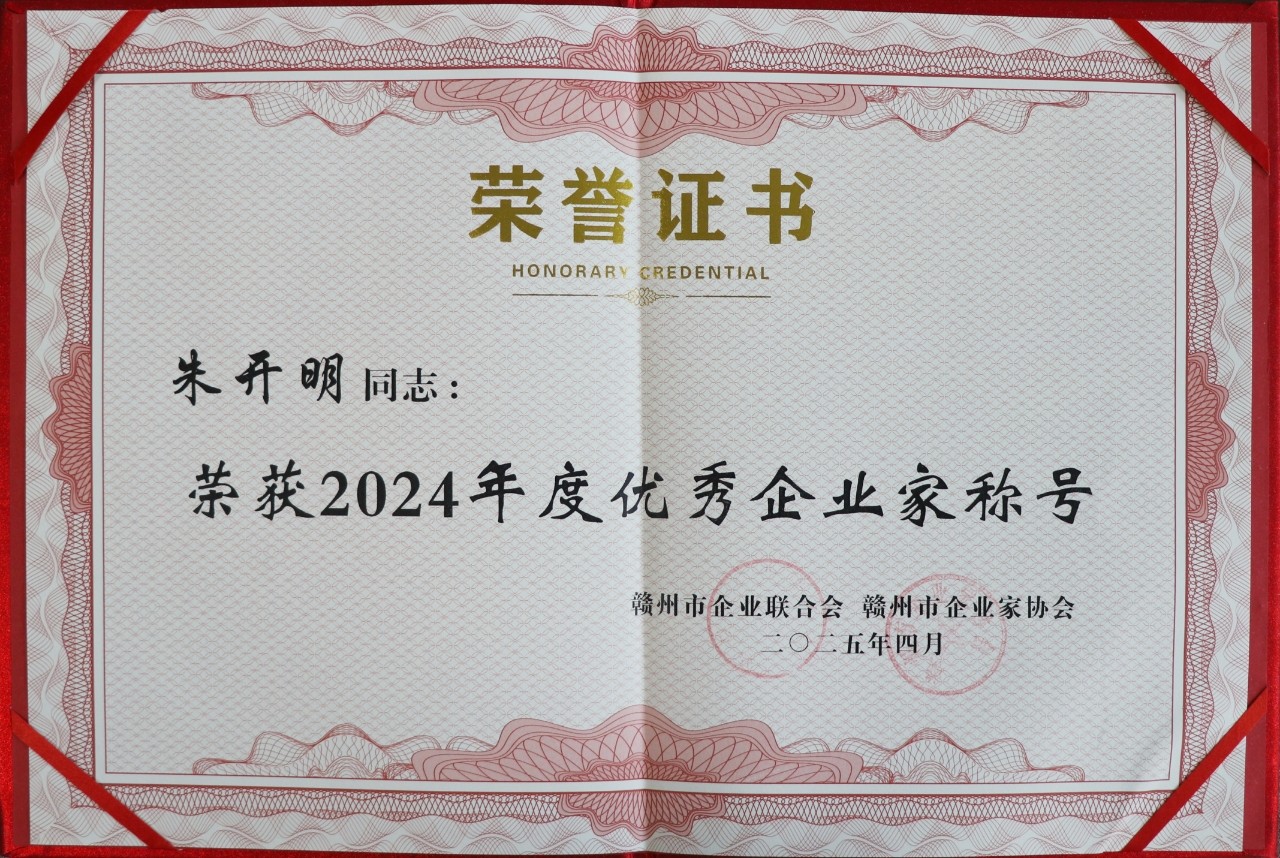 荣誉证书
HONORARY CREDENTIAL
朱开明同志：
荣获2024年度优秀企业家称号
赣州市企业联合会 赣州市企业家协会
二〇二五年四月